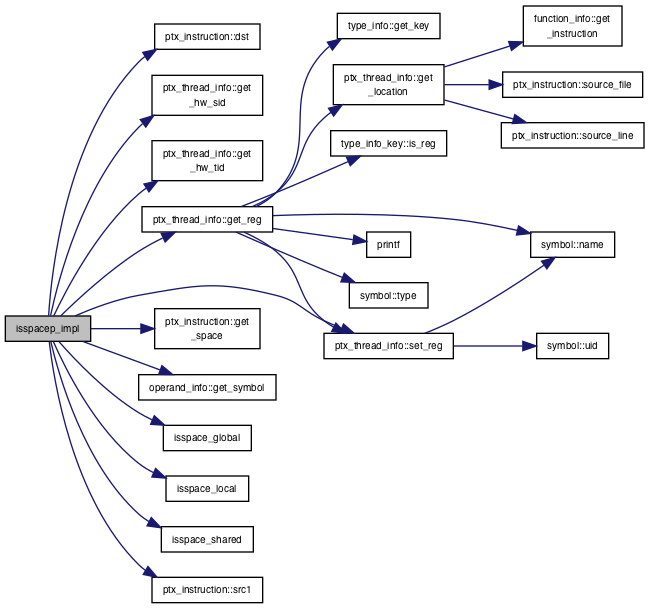 isspacep_impl
ptx_instruction::dst
ptx_thread_info::get
_hw_sid
ptx_thread_info::get
_hw_tid
ptx_thread_info::get_reg
ptx_instruction::get
_space
operand_info::get_symbol
isspace_global
isspace_local
isspace_shared
ptx_instruction::src1
type_info::get_key
ptx_thread_info::get
_location
type_info_key::is_reg
printf
symbol::type
ptx_thread_info::set_reg
function_info::get
_instruction
ptx_instruction::source_file
ptx_instruction::source_line
symbol::name
symbol::uid